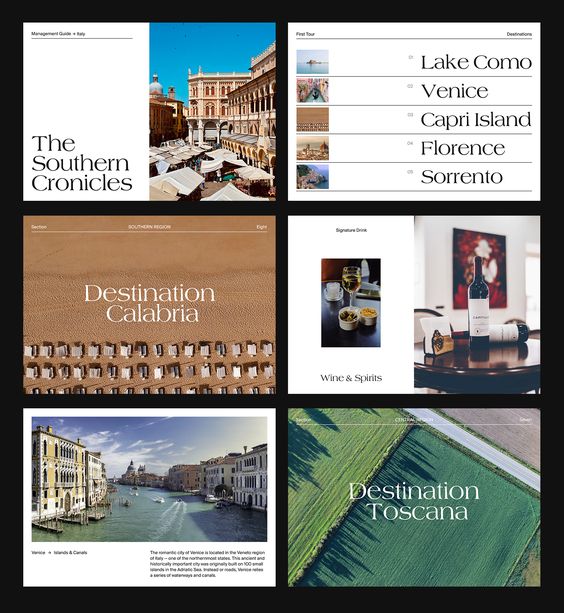 Management Guide → Italy
The
Southern
Cronicles
First Tour
Destinations
01 Lake Como
02 Venice
03 Capri Island
04 Florence
05 Sorrento
Section
SOUTHERN REGION
Eight
Destination
Calabria
Signature Drink
Wine & Spirits
Venice → Islands & Canals
The romantic city of Venice is located in the Veneto region
of Italy — one of the northernmost states. This ancient and
historically important city was originally built on 100 small
islands in the Adriatic Sea. Instead or roads, Venice relies
a series of waterways and canals.
Section
CENTRAL REGION
Seven
Destination
Toscana